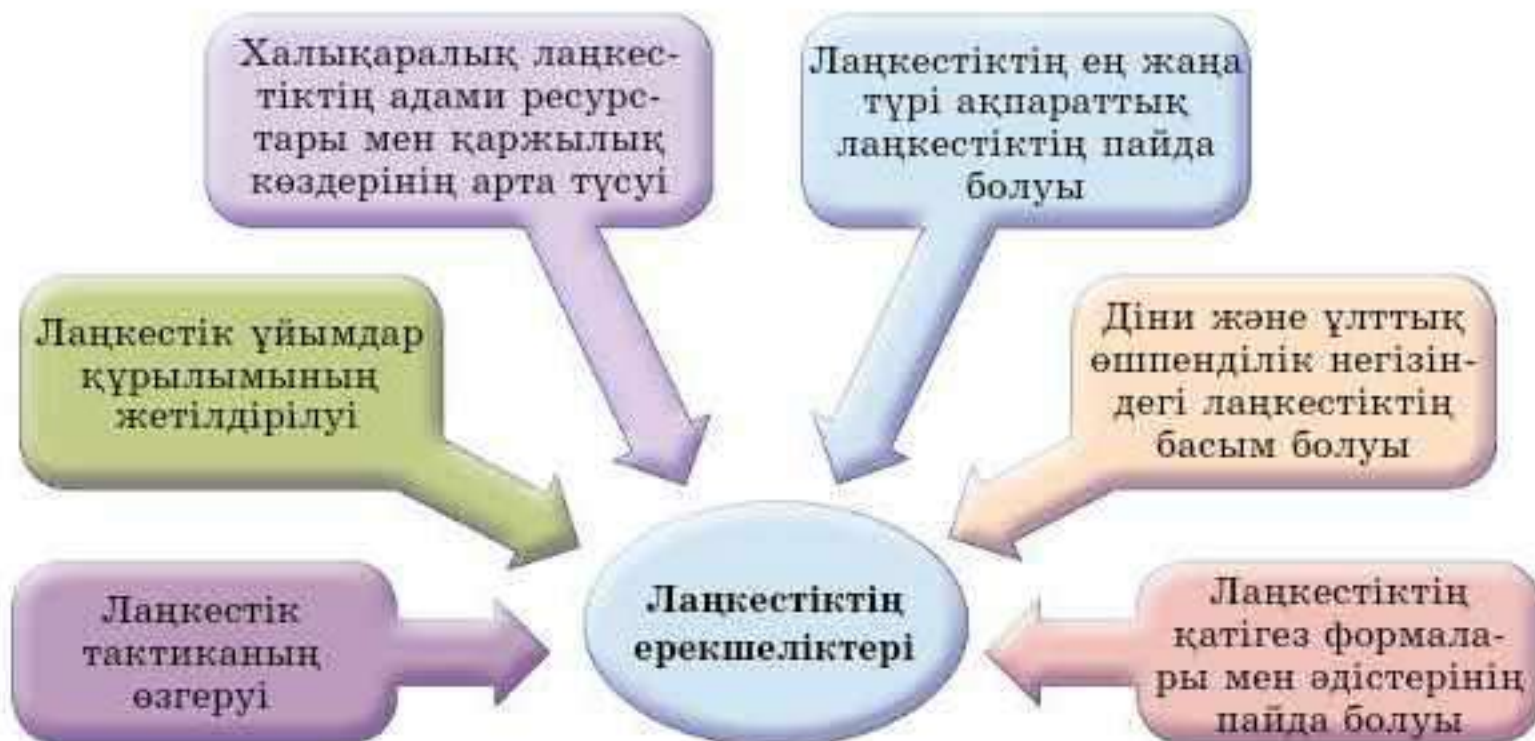 Халықаралық лаңкес-
тіктің адами ресурс-
тары мен қаржылық
көздерінің арта түсуі
Лаңкестіктің ең жаңа
түрі ақпараттық
лаңкестіктің пайда
болуы
Лаңкестік ұйымдар
құрылымының
жетілдірілуі
Діни және ұлттық
өшпенділік негізін-
дегі лаңкестіктің
басым болуы
Лаңкестік
тактиканың
өзгеруі
Лаңкестіктің
ерекшеліктері
Лаңкестіктің
қатігез формала-
ры мен әдістерінің
пайда болуы